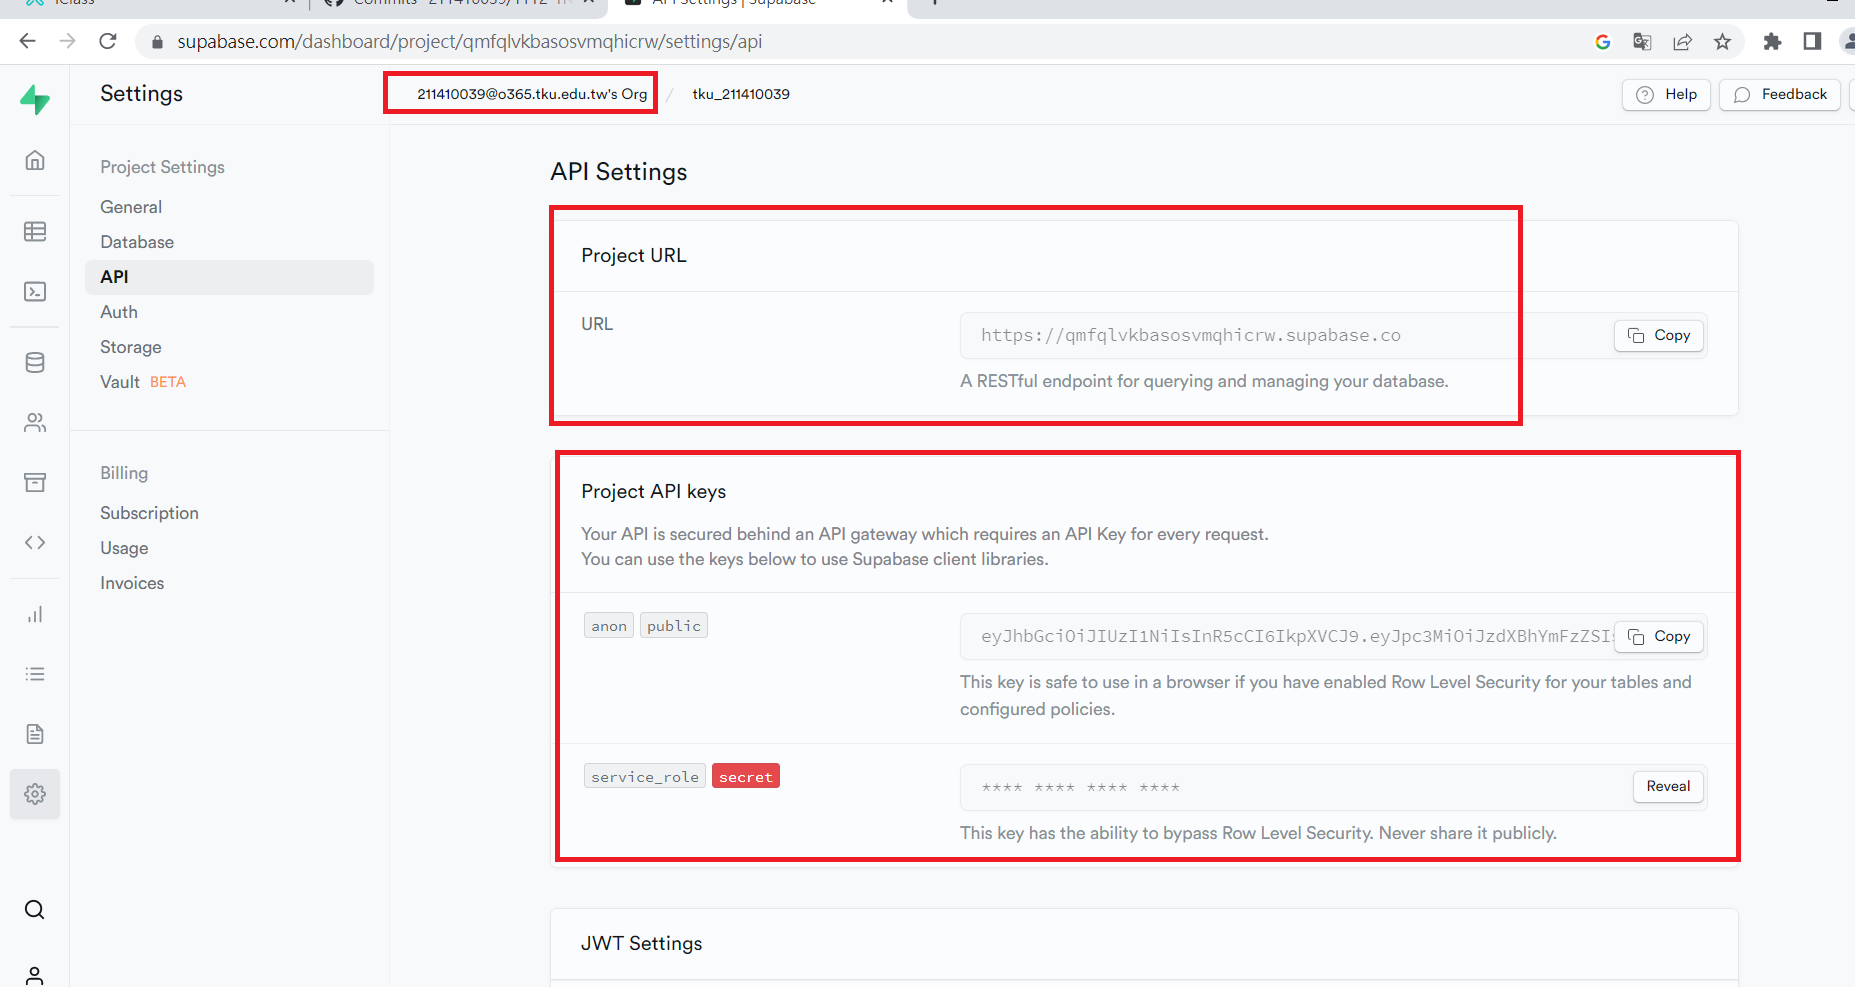 supabase.com/dashboard/project/qmfqlvkbasosvmqhicrw/settings/api
Settings
211410039@o365.tku.edu.tw's Org / tku_211410039
Help
Feedback
Project Settings
General
Database
API
Auth
Storage
Vault BETA
Billing
Subscription
Usage
Invoices
API Settings
Project URL
URL
https://qmfqlvkbasosvmqhicrw.supabase.co
Copy
A RESTful endpoint for querying and managing your database.
Project API keys
Your API is secured behind an API gateway which requires an API Key for every request.
You can use the keys below to use Supabase client libraries.
anon public
eyJhbGciOiJIUzI1NiIsInR5cCI6IkpXVCJ9.eyJpc3MiOiJzdXBhYmFzZSIs
Copy
This key is safe to use in a browser if you have enabled Row Level Security for your tables and
configured policies.
service_role secret
**** **** **** ****
Reveal
This key has the ability to bypass Row Level Security. Never share it publicly.
JWT Settings